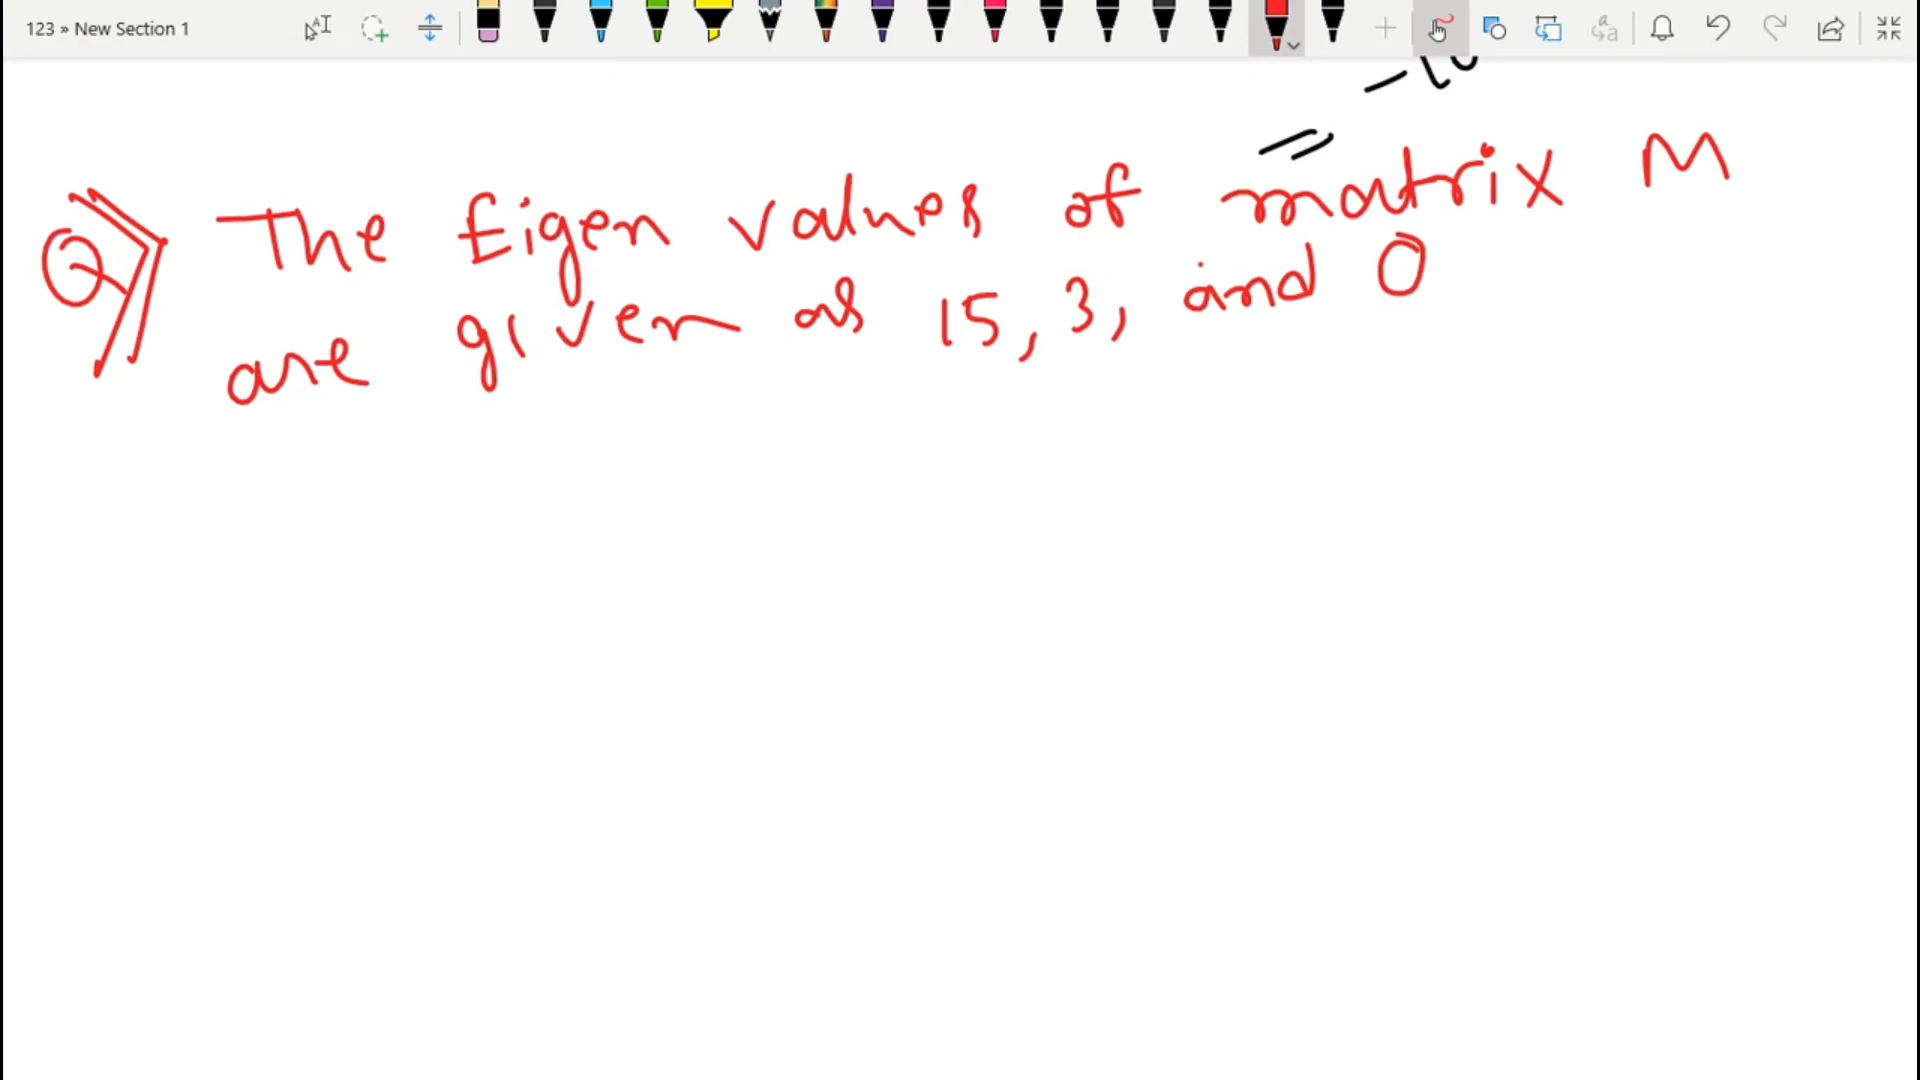 123 » New Section 1
Q The Eigen values of matrix M
are given as 15, 3, and 0